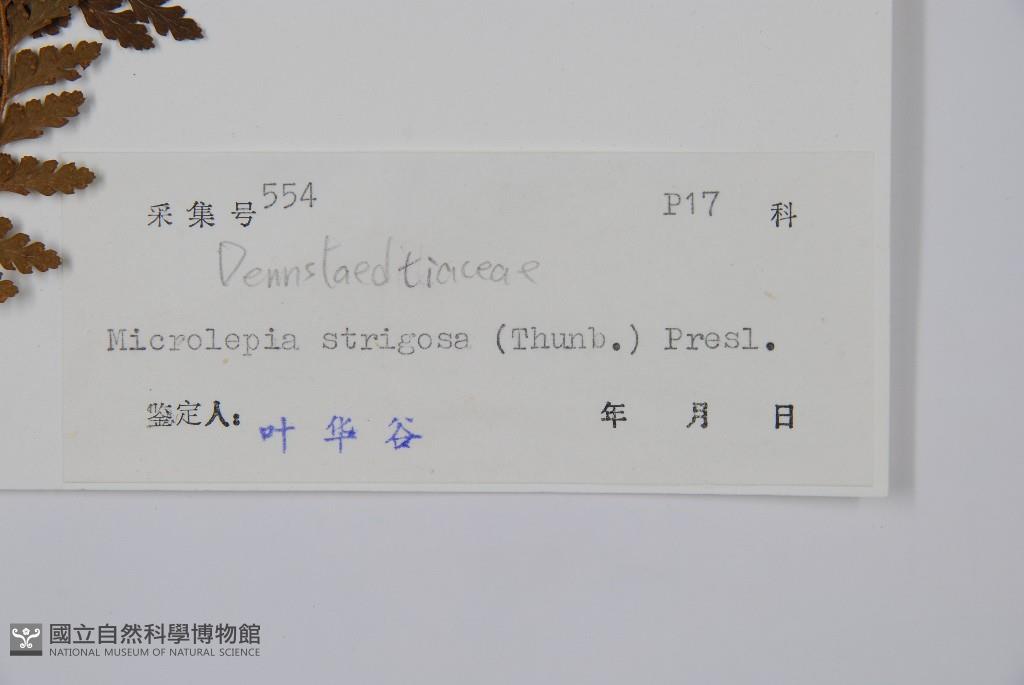 采集号 554 P17 科
Dennstaedtiaceae
Microlepia strigosa (Thunb.) Presl.
鉴定人: 叶华谷 年 月 日
國立自然科學博物館
NATIONAL MUSEUM OF NATURAL SCIENCE